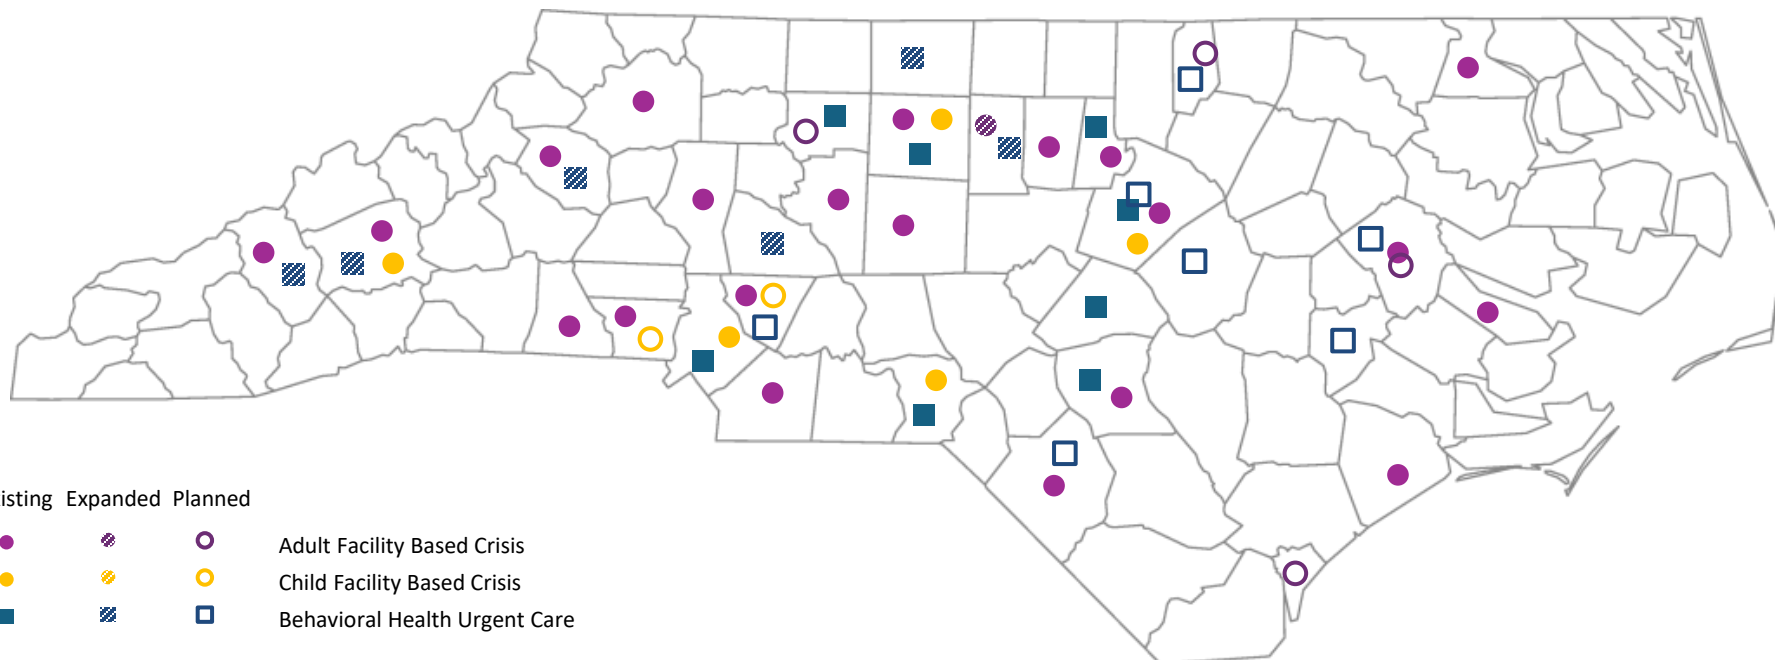 isting Expanded Planned
Adult Facility Based Crisis
Child Facility Based Crisis
Behavioral Health Urgent Care